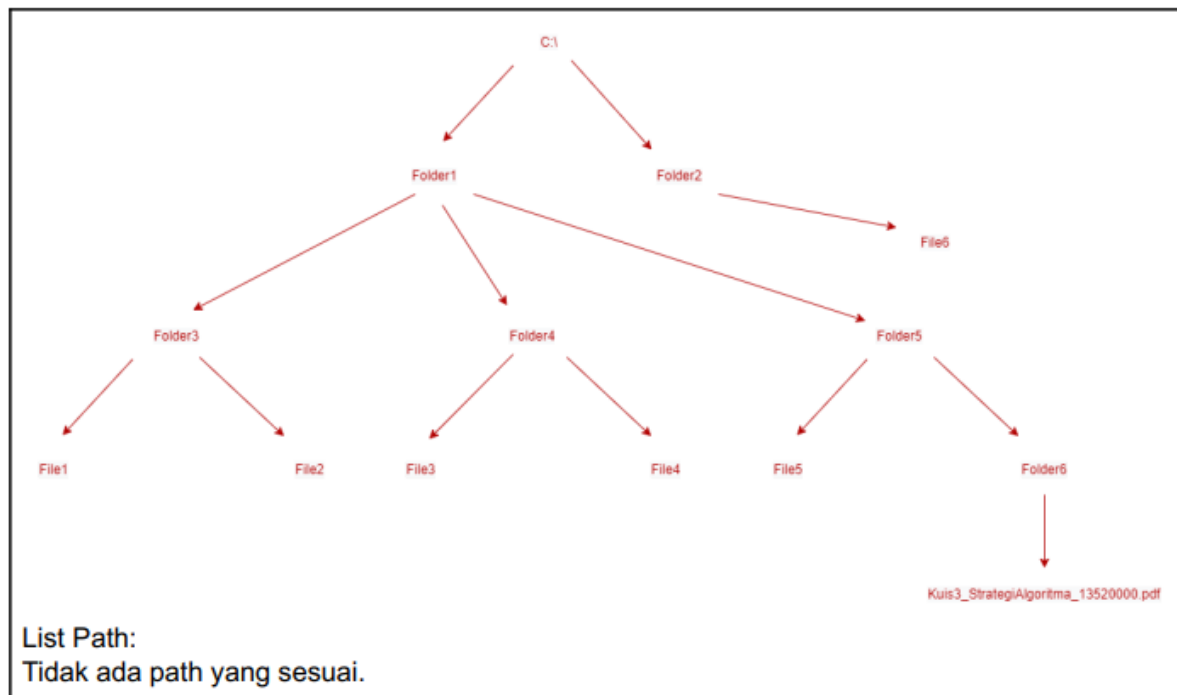 C:\
Folder1
Folder2
File6
Folder3
Folder4
Folder5
File1
File2
File3
File4
File5
Folder6
Kuis3_StrategiAlgoritma_13520000.pdf
List Path:
Tidak ada path yang sesuai.